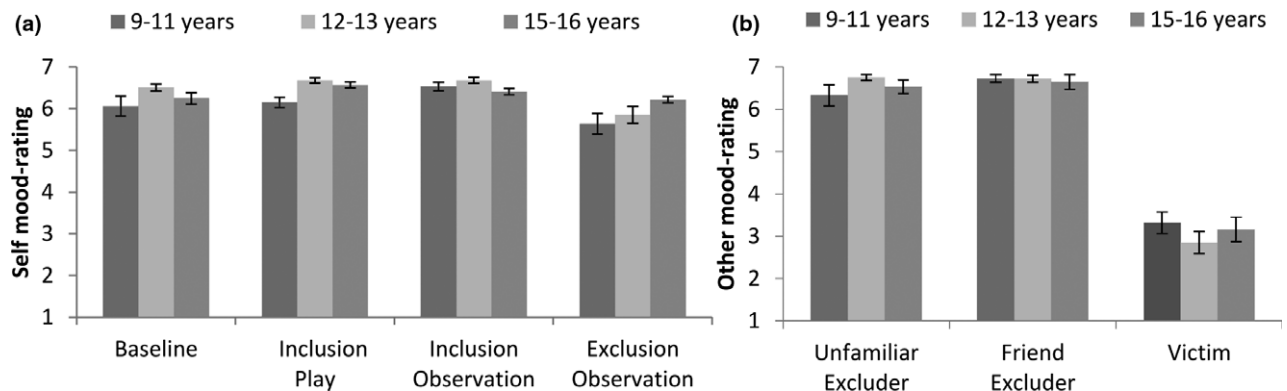 (a) 9-11 years 12-13 years 15-16 years
Self mood-rating
7
6
5
4
3
2
1
Baseline
Inclusion
Play
Inclusion
Observation
Exclusion
Observation
(b) 9-11 years 12-13 years 15-16 years
Other mood-rating
7
6
5
4
3
2
1
Unfamiliar
Excluder
Friend
Excluder
Victim